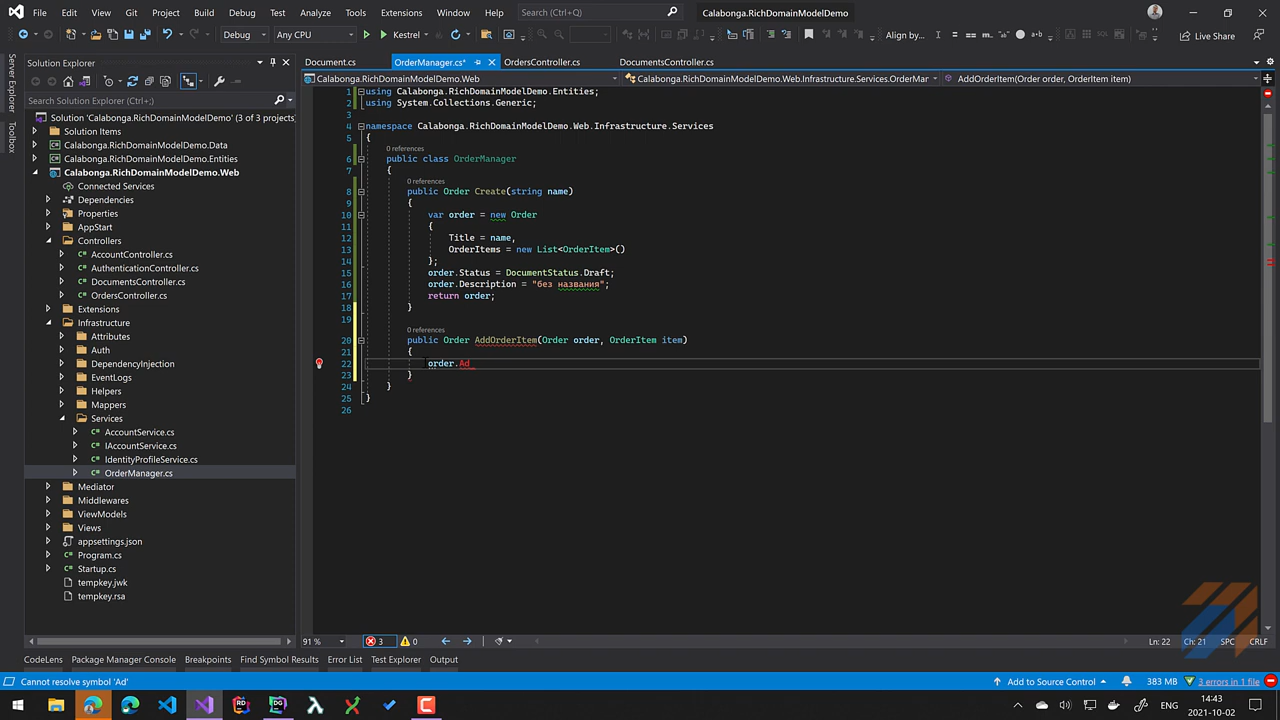 File Edit View Git Project Build Debug Test Analyze Tools Extensions Window Help Search (Ctrl+Q) Calabonga.RichDomainModelDemo
Debug Any CPU Kestrel Align by... Live Share
Server Explorer
Toolbox
Solution Explorer
Search Solution Explorer (Ctrl+;)
Solution 'Calabonga.RichDomainModelDemo' (3 of 3 projects)
Solution Items
Calabonga.RichDomainModelDemo.Data
Calabonga.RichDomainModelDemo.Entities
Calabonga.RichDomainModelDemo.Web
Connected Services
Dependencies
Properties
AppStart
Controllers
AccountController.cs
AuthenticationController.cs
DocumentsController.cs
OrdersController.cs
Extensions
Infrastructure
Attributes
Auth
DependencyInjection
EventLogs
Helpers
Mappers
Services
AccountService.cs
IAccountService.cs
IdentityProfileService.cs
OrderManager.cs
Mediator
Middlewares
ViewModels
Views
appsettings.json
Program.cs
Startup.cs
tempkey.jwk
tempkey.rsa
Document.cs OrderManager.cs* OrdersController.cs DocumentsController.cs
Calabonga.RichDomainModelDemo.Web Calabonga.RichDomainModelDemo.Web.Infrastructure.Services.OrderMar AddOrderItem(Order order, OrderItem item)
1 using Calabonga.RichDomainModelDemo.Entities;
2 using System.Collections.Generic;
3
4 namespace Calabonga.RichDomainModelDemo.Web.Infrastructure.Services
5 {
0 references
6 public class OrderManager
7 {
0 references
8 public Order Create(string name)
9 {
10 var order = new Order
11 {
12 Title = name,
13 OrderItems = new List<OrderItem>()
14 };
15 order.Status = DocumentStatus.Draft;
16 order.Description = "без названия";
17 return order;
18 }
19
0 references
20 public Order AddOrderItem(Order order, OrderItem item)
21 {
22 order.Ad
23 }
24 }
25 }
26
91 % 3 0 Ln: 22 Ch: 21 SPC CRLF
CodeLens Package Manager Console Breakpoints Find Symbol Results Error List Test Explorer Output
Cannot resolve symbol 'Ad' Add to Source Control 383 MB 3 errors in 1 file
ENG 14:43
2021-10-02